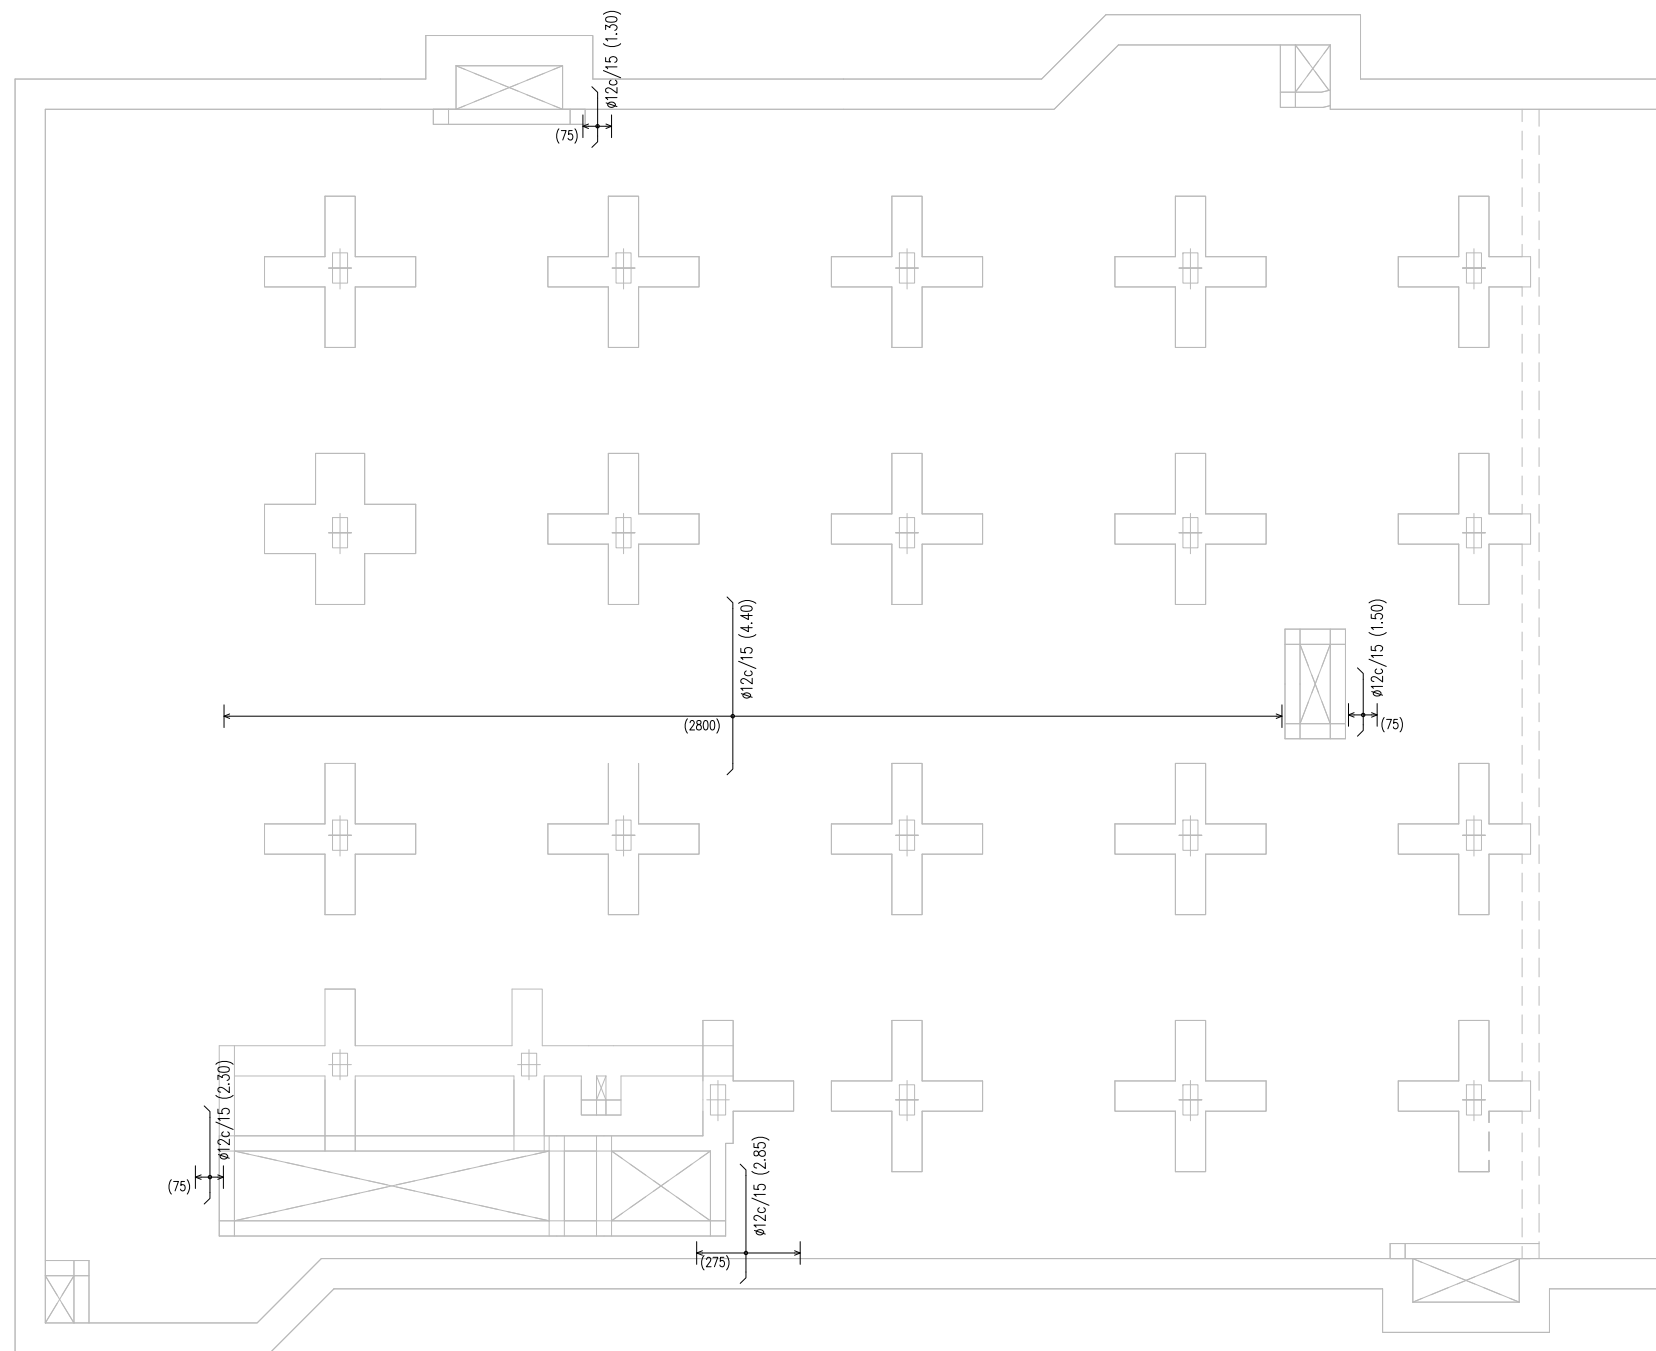 ø12c/15 (1.30)
(75)
ø12c/15 (4.40)
(2800)
ø12c/15 (1.50)
(75)
ø12c/15 (2.30)
(75)
ø12c/15 (2.85)
(275)